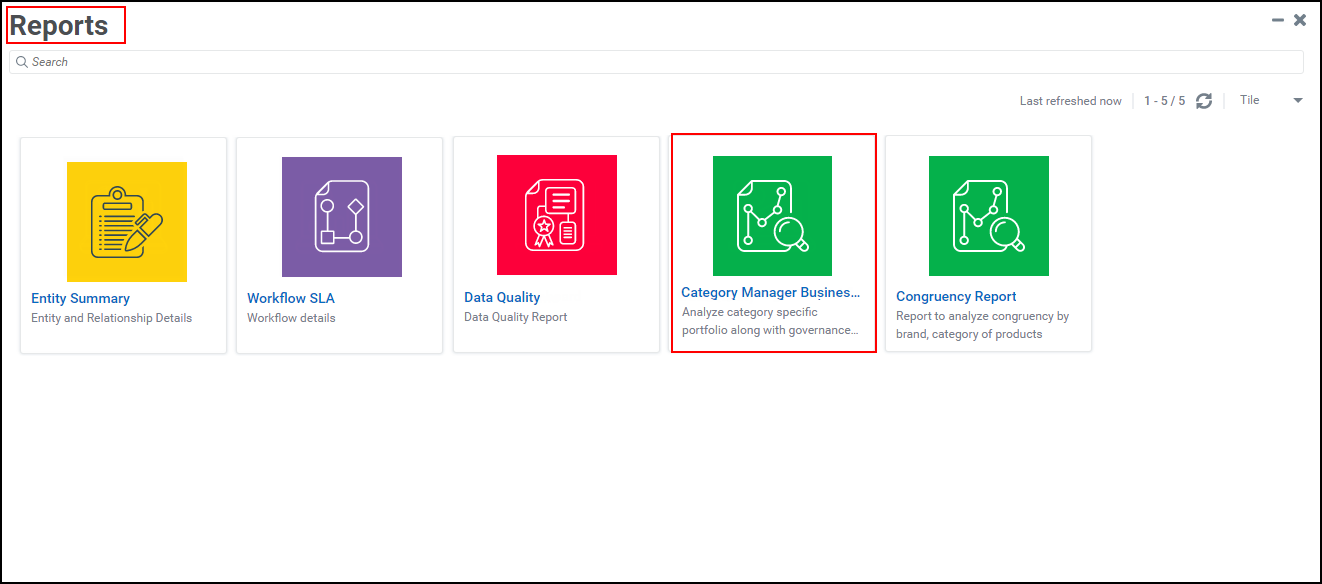 Reports
Search
Last refreshed now
1 - 5 / 5
Tile
Entity Summary
Entity and Relationship Details
Workflow SLA
Workflow details
Data Quality
Data Quality Report
Category Manager Busines...
Analyze category specific
portfolio along with governance...
Congruency Report
Report to analyze congruency by
brand, category of products